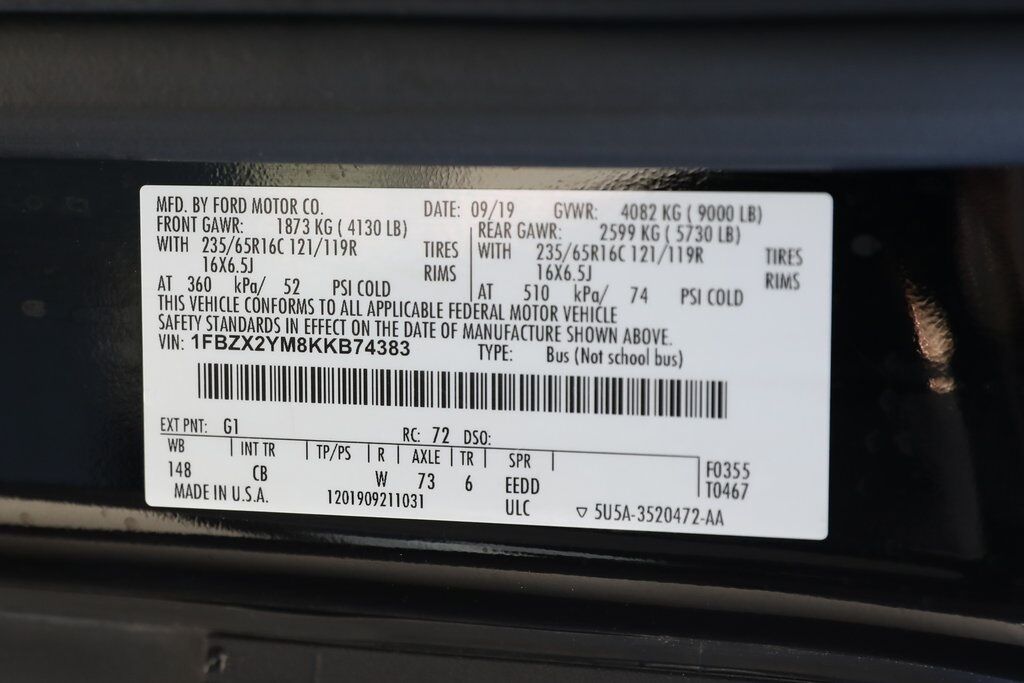 MFD. BY FORD MOTOR CO. DATE: 09/19 GVWR: 4082 KG ( 9000 LB)
FRONT GAWR: 1873 KG ( 4130 LB) REAR GAWR: 2599 KG ( 5730 LB)
WITH 235/65R16C 121/119R TIRES WITH 235/65R16C 121/119R TIRES
16X6.5J RIMS 16X6.5J RIMS
AT 360 kPa/ 52 PSI COLD AT 510 kPa/ 74 PSI COLD
THIS VEHICLE CONFORMS TO ALL APPLICABLE FEDERAL MOTOR VEHICLE
SAFETY STANDARDS IN EFFECT ON THE DATE OF MANUFACTURE SHOWN ABOVE.
VIN: 1FBZX2YM8KKB74383 TYPE: Bus (Not school bus)
EXT PNT: G1 RC: 72 DSO:
WB INT TR TP/PS R AXLE TR SPR F0355
148 CB W 73 6 EEDD T0467
MADE IN U.S.A. 1201909211031 ULC ▽ 5U5A-3520472-AA